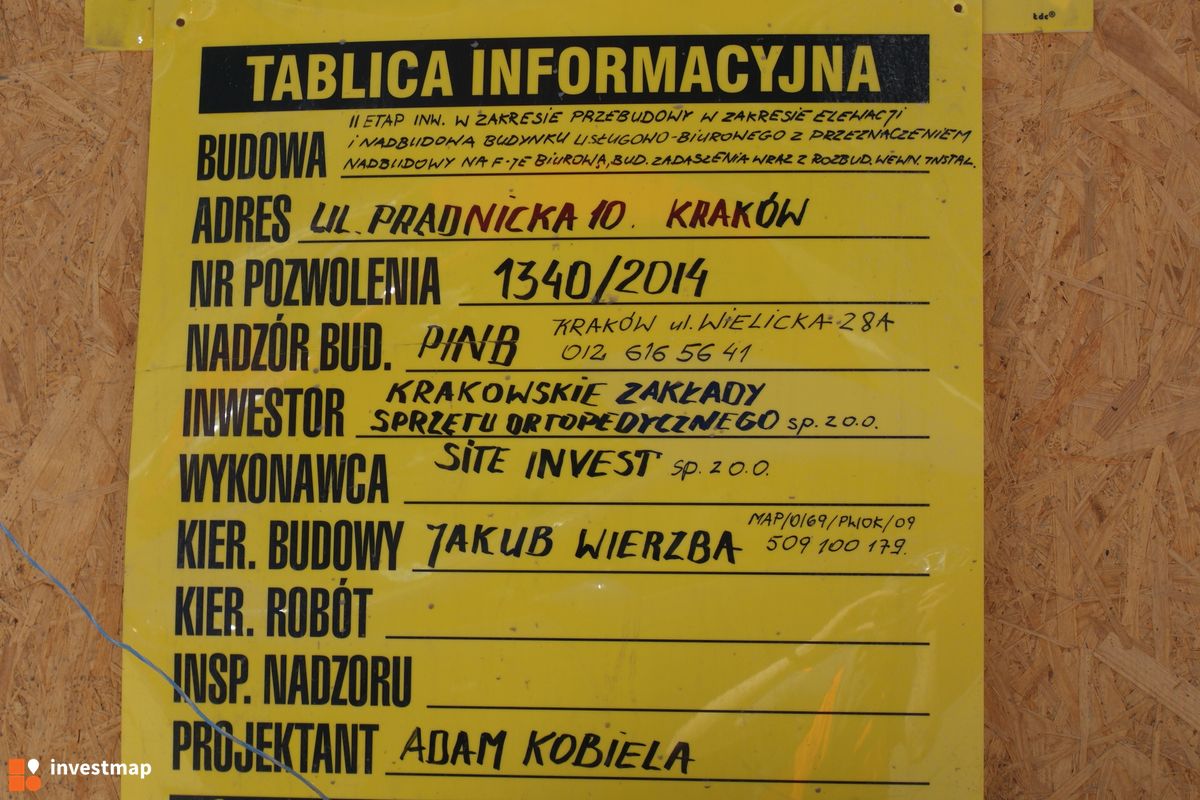 tdc®
TABLICA INFORMACYJNA
BUDOWA II ETAP INW. W ZAKRESIE PRZEBUDOWY W ZAKRESIE ELEWACJI
I NADBUDOWA BUDYNKU USŁUGOWO-BIUROWEGO Z PRZEZNACZENIEM
NADBUDOWY NA F-JE BIUROWĄ, BUD. ZADASZENIA WRAZ Z ROZBUD. WEWN. INSTAL.
ADRES UL. PRĄDNICKA 10. KRAKÓW
NR POZWOLENIA 1340/2014
NADZÓR BUD. PINB KRAKÓW ul. WIELICKA 28A
012 616 56 41
INWESTOR KRAKOWSKIE ZAKŁADY
SPRZĘTU ORTOPEDYCZNEGO sp. z o.o.
WYKONAWCA SITE INVEST sp. z o.o.
KIER. BUDOWY JAKUB WIERZBA MAP/0169/PWOK/09
509 100 179.
KIER. ROBÓT
INSP. NADZORU
PROJEKTANT ADAM KOBIELA
investmap